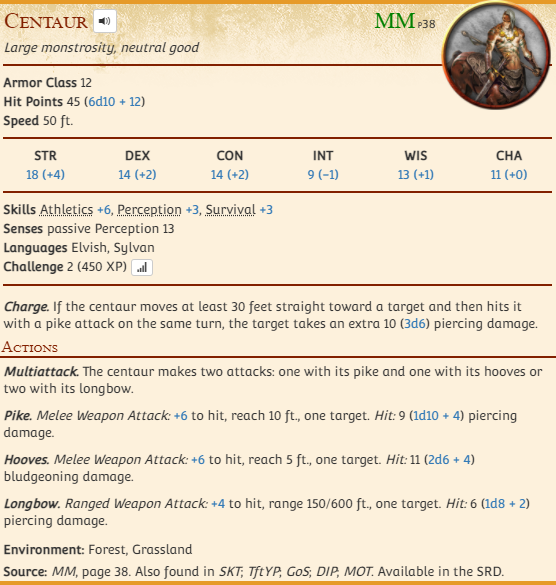 CENTAUR MM P38
Large monstrosity, neutral good
Armor Class 12
Hit Points 45 (6d10 + 12)
Speed 50 ft.
STR DEX CON INT WIS CHA
18 (+4) 14 (+2) 14 (+2) 9 (−1) 13 (+1) 11 (+0)
Skills Athletics +6, Perception +3, Survival +3
Senses passive Perception 13
Languages Elvish, Sylvan
Challenge 2 (450 XP)
Charge. If the centaur moves at least 30 feet straight toward a target and then hits it
with a pike attack on the same turn, the target takes an extra 10 (3d6) piercing damage.
ACTIONS
Multiattack. The centaur makes two attacks: one with its pike and one with its hooves or
two with its longbow.
Pike. Melee Weapon Attack: +6 to hit, reach 10 ft., one target. Hit: 9 (1d10 + 4) piercing
damage.
Hooves. Melee Weapon Attack: +6 to hit, reach 5 ft., one target. Hit: 11 (2d6 + 4)
bludgeoning damage.
Longbow. Ranged Weapon Attack: +4 to hit, range 150/600 ft., one target. Hit: 6 (1d8 + 2)
piercing damage.
Environment: Forest, Grassland
Source: MM, page 38. Also found in SKT; TftYP; GoS; DIP; MOT. Available in the SRD.